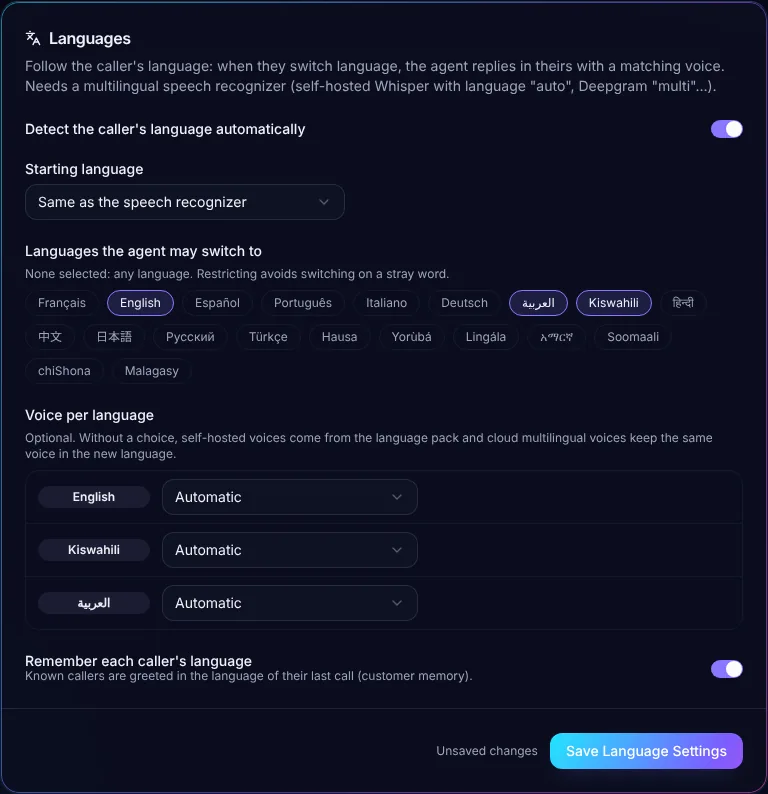 Languages
Follow the caller's language: when they switch language, the agent replies in theirs with a matching voice.
Needs a multilingual speech recognizer (self-hosted Whisper with language "auto", Deepgram "multi"...).
Detect the caller's language automatically
Starting language
Same as the speech recognizer
Languages the agent may switch to
None selected: any language. Restricting avoids switching on a stray word.
Français English Español Português Italiano Deutsch العربية Kiswahili हिन्दी
中文 日本語 Русский Türkçe Hausa Yorùbá Lingála አማርኛ Soomaali
chiShona Malagasy
Voice per language
Optional. Without a choice, self-hosted voices come from the language pack and cloud multilingual voices keep the same
voice in the new language.
English Automatic
Kiswahili Automatic
العربية Automatic
Remember each caller's language
Known callers are greeted in the language of their last call (customer memory).
Unsaved changes Save Language Settings